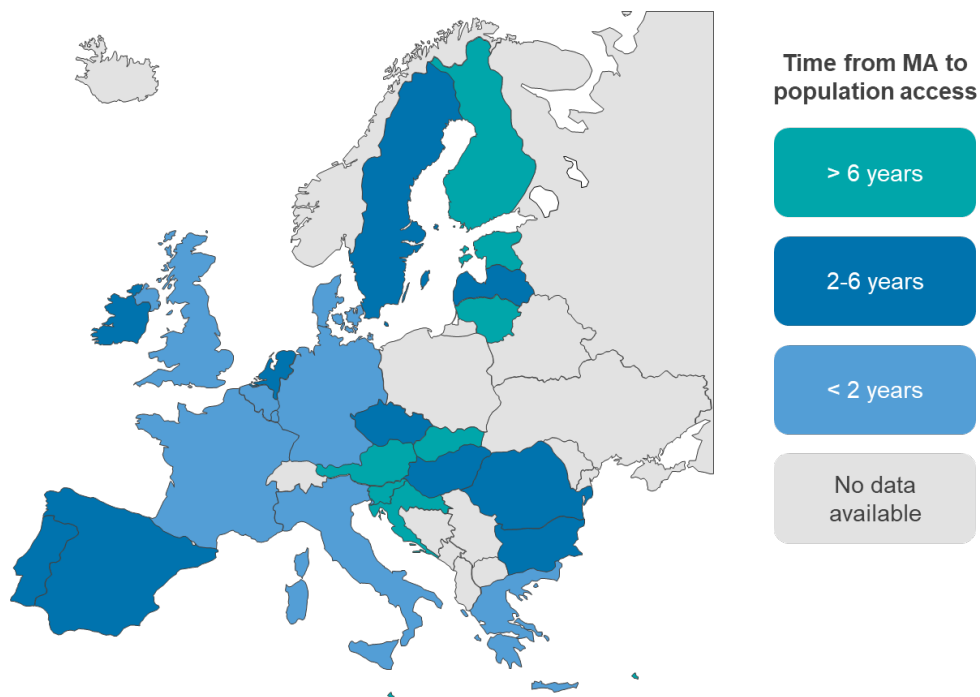 Time from MA to
population access
> 6 years
2-6 years
< 2 years
No data
available